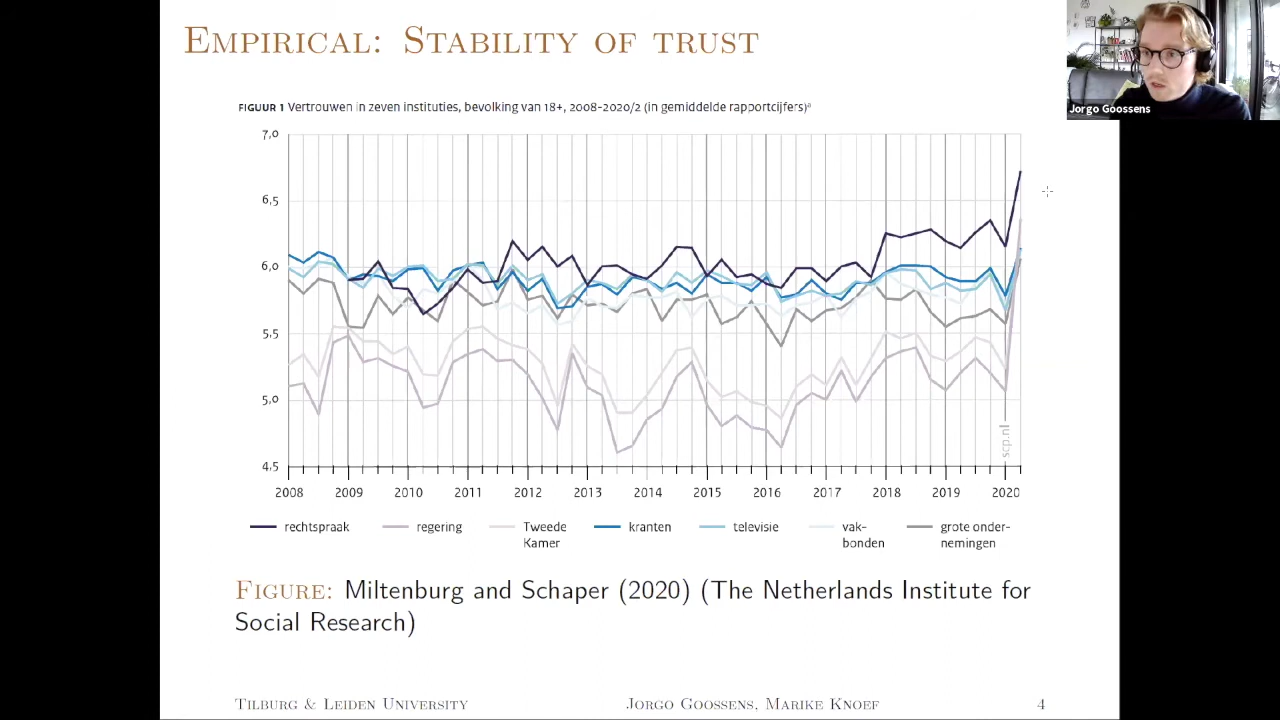 Empirical: Stability of trust
Jorgo Goossens
FIGUUR 1 Vertrouwen in zeven instituties, bevolking van 18+, 2008-2020/2 (in gemiddelde rapportcijfers)ª
7,0
6,5
6,0
5,5
5,0
4,5
scp.nl
2008 2009 2010 2011 2012 2013 2014 2015 2016 2017 2018 2019 2020
rechtspraak regering Tweede kranten televisie vak- grote onder-
Kamer bonden nemingen
Figure: Miltenburg and Schaper (2020) (The Netherlands Institute for
Social Research)
Tilburg & Leiden University Jorgo Goossens, Marike Knoef 4